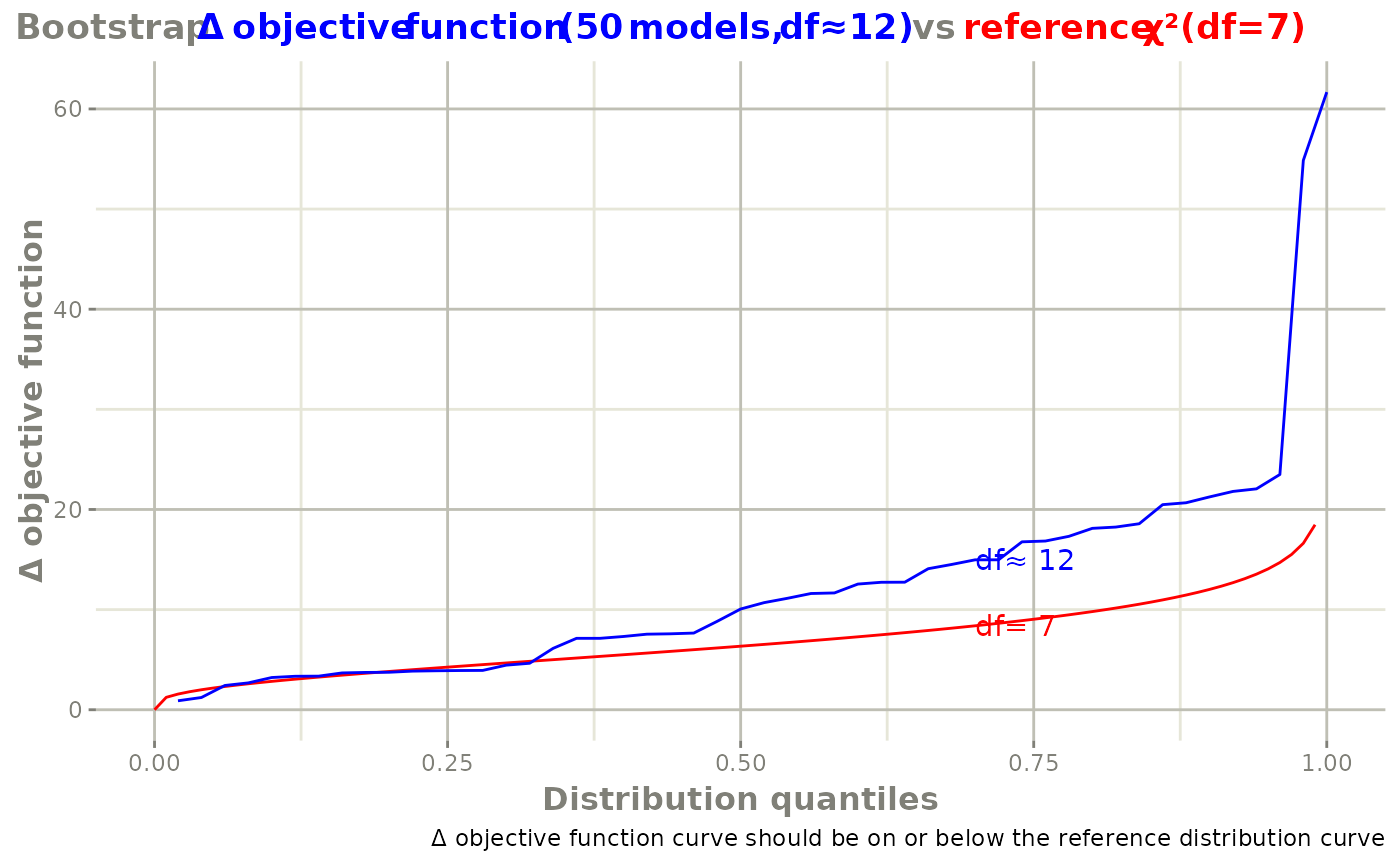 Bootstrap Δ objective function (50 models, df≈12) vs reference χ²(df=7)
Δ objective function
60
40
20
0
df≈ 12
df= 7
0.00 0.25 0.50 0.75 1.00
Distribution quantiles
Δ objective function curve should be on or below the reference distribution curve